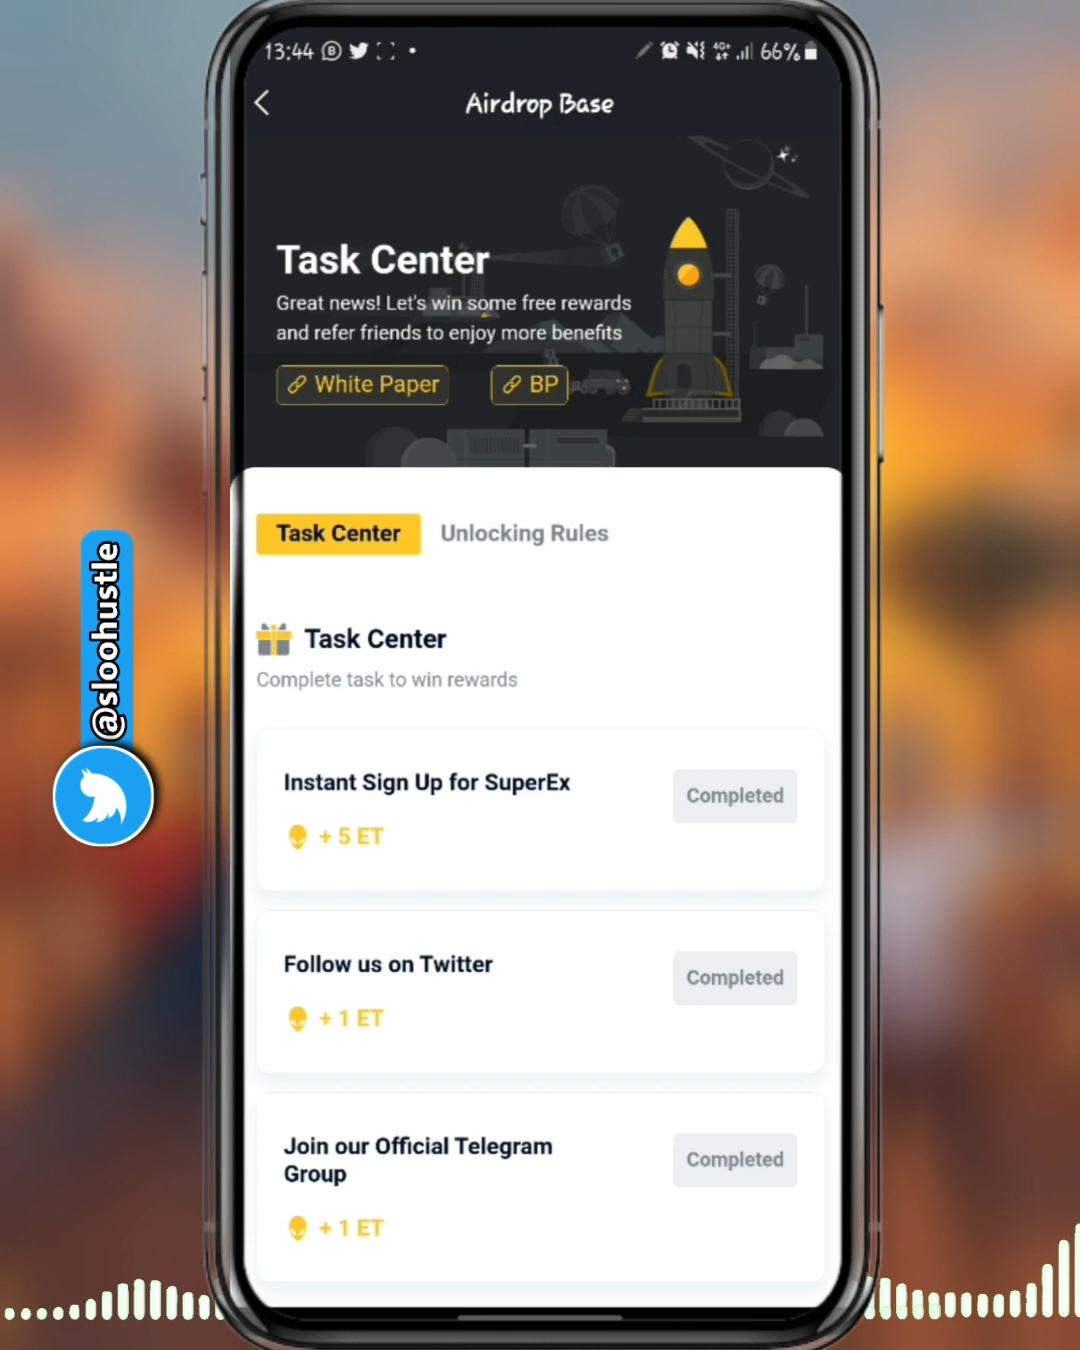 13:44
4G+
66%
Airdrop Base
Task Center
Great news! Let's win some free rewards
and refer friends to enjoy more benefits
White Paper
BP
Task Center
Unlocking Rules
Task Center
Complete task to win rewards
Instant Sign Up for SuperEx
Completed
+ 5 ET
Follow us on Twitter
Completed
+ 1 ET
Join our Official Telegram
Group
Completed
+ 1 ET
@sloohustle